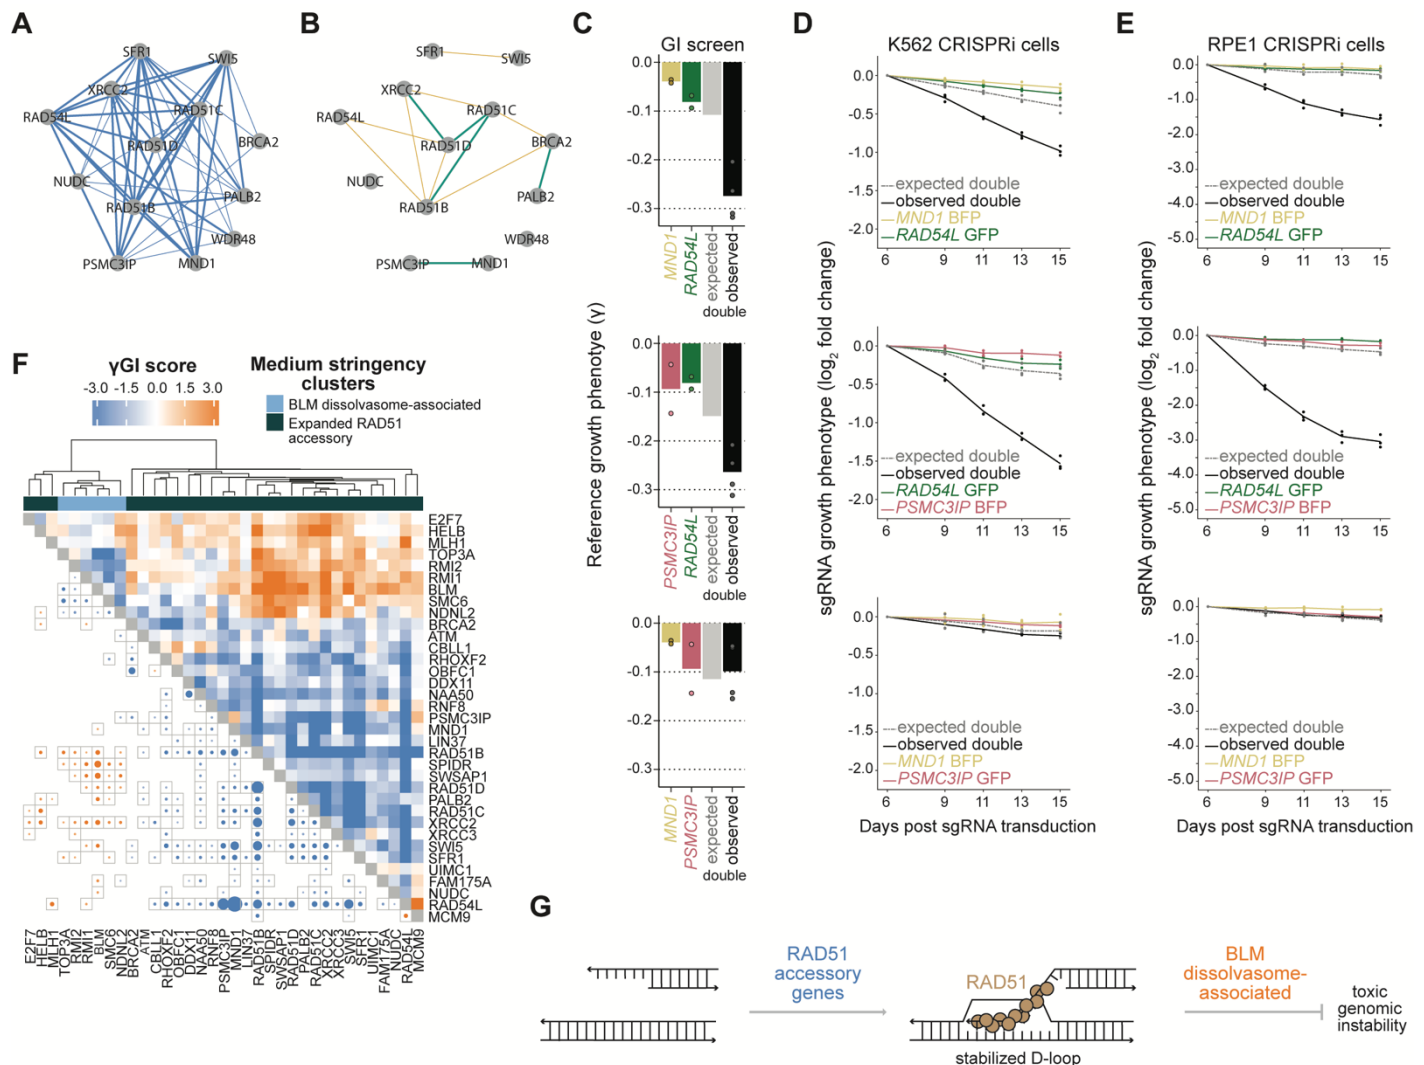 A
SFR1
SWI5
XRCC2
RAD54L
RAD51C
RAD51D
BRCA2
NUDC
RAD51B
PALB2
WDR48
PSMC3IP
MND1
B
SFR1
SWI5
XRCC2
RAD54L
RAD51C
RAD51D
BRCA2
NUDC
PALB2
RAD51B
WDR48
PSMC3IP
MND1
C
GI screen
Reference growth phenotye (γ)
0.0
-0.1
-0.2
-0.3
MND1
RAD54L
expected
observed
double
0.0
-0.1
-0.2
-0.3
PSMC3IP
RAD54L
expected
observed
double
0.0
-0.1
-0.2
-0.3
MND1
PSMC3IP
expected
observed
double
D
K562 CRISPRi cells
sgRNA growth phenotype (log2 fold change)
0.0
-0.5
-1.0
-1.5
-2.0
expected double
observed double
MND1 BFP
RAD54L GFP
6 9 11 13 15
0.0
-0.5
-1.0
-1.5
-2.0
expected double
observed double
RAD54L GFP
PSMC3IP BFP
6 9 11 13 15
0.0
-0.5
-1.0
-1.5
-2.0
expected double
observed double
MND1 BFP
PSMC3IP GFP
6 9 11 13 15
Days post sgRNA transduction
E
RPE1 CRISPRi cells
sgRNA growth phenotype (log2 fold change)
0.0
-1.0
-2.0
-3.0
-4.0
-5.0
expected double
observed double
MND1 BFP
RAD54L GFP
6 9 11 13 15
0.0
-1.0
-2.0
-3.0
-4.0
-5.0
expected double
observed double
RAD54L GFP
PSMC3IP BFP
6 9 11 13 15
0.0
-1.0
-2.0
-3.0
-4.0
-5.0
expected double
observed double
MND1 BFP
PSMC3IP GFP
6 9 11 13 15
Days post sgRNA transduction
F
γGI score
-3.0 -1.5 0.0 1.5 3.0
Medium stringency
clusters
BLM dissolvasome-associated
Expanded RAD51
accessory
E2F7
HELB
MLH1
TOP3A
RMI2
RMI1
BLM
SMC6
NDNL2
BRCA2
ATM
CBLL1
RHOXF2
OBFC1
DDX11
NAA50
RNF8
PSMC3IP
MND1
LIN37
RAD51B
SPIDR
SWSAP1
RAD51D
PALB2
RAD51C
XRCC2
XRCC3
SWI5
SFR1
UIMC1
FAM175A
NUDC
RAD54L
MCM9
E2F7
HELB
MLH1
TOP3A
RMI2
RMI1
BLM
SMC6
NDNL2
BRCA2
ATM
CBLL1
RHOXF2
OBFC1
DDX11
NAA50
RNF8
PSMC3IP
MND1
LIN37
RAD51B
SPIDR
SWSAP1
RAD51D
PALB2
RAD51C
XRCC2
XRCC3
SWI5
SFR1
UIMC1
FAM175A
NUDC
RAD54L
MCM9
G
RAD51
accessory
genes
RAD51
stabilized D-loop
BLM
dissolvasome-
associated
toxic
genomic
instability